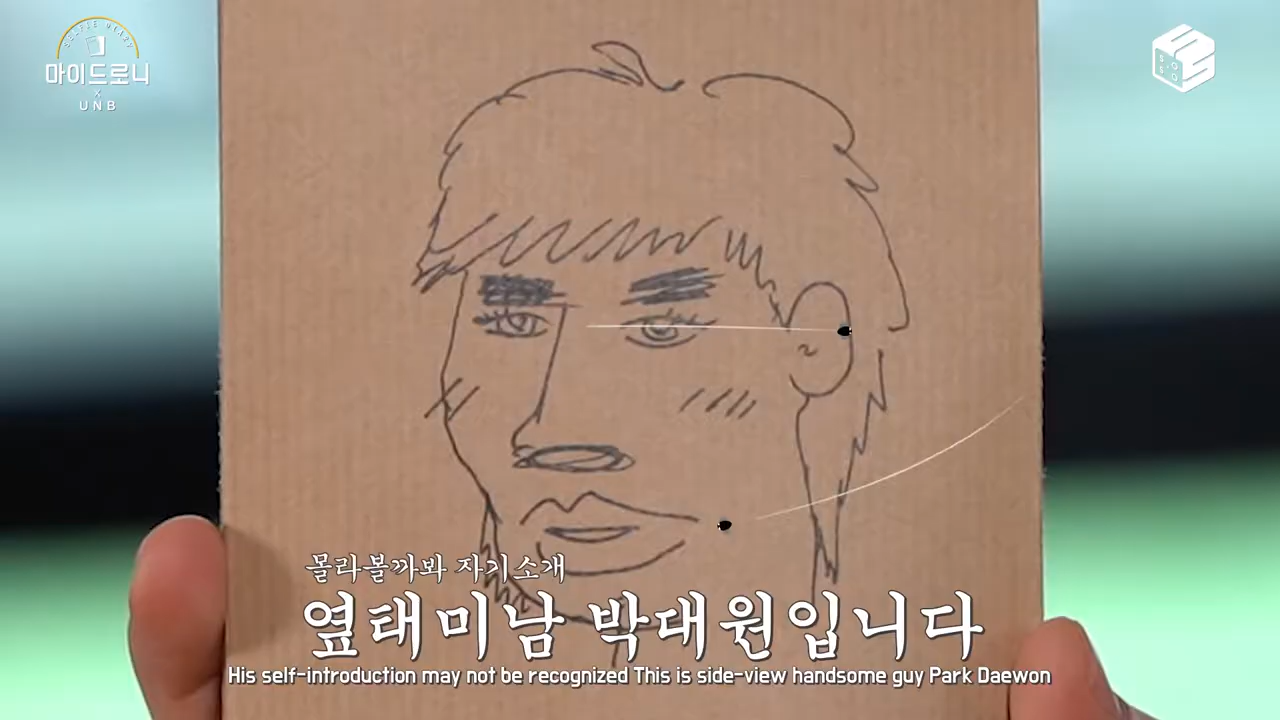 SELFIE DIARY
마이드로니
x
UNB
몰라볼까봐 자기소개
옆태미남 박대원입니다
His self-introduction may not be recognized This is side-view handsome guy Park Daewon